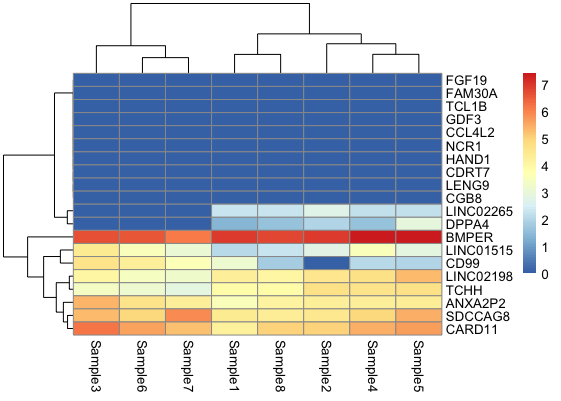 FGF19
FAM30A
TCL1B
GDF3
CCL4L2
NCR1
HAND1
CDRT7
LENG9
CGB8
LINC02265
DPPA4
BMPER
LINC01515
CD99
LINC02198
TCHH
ANXA2P2
SDCCAG8
CARD11
7
6
5
4
3
2
1
0
Sample3
Sample6
Sample7
Sample1
Sample8
Sample2
Sample4
Sample5